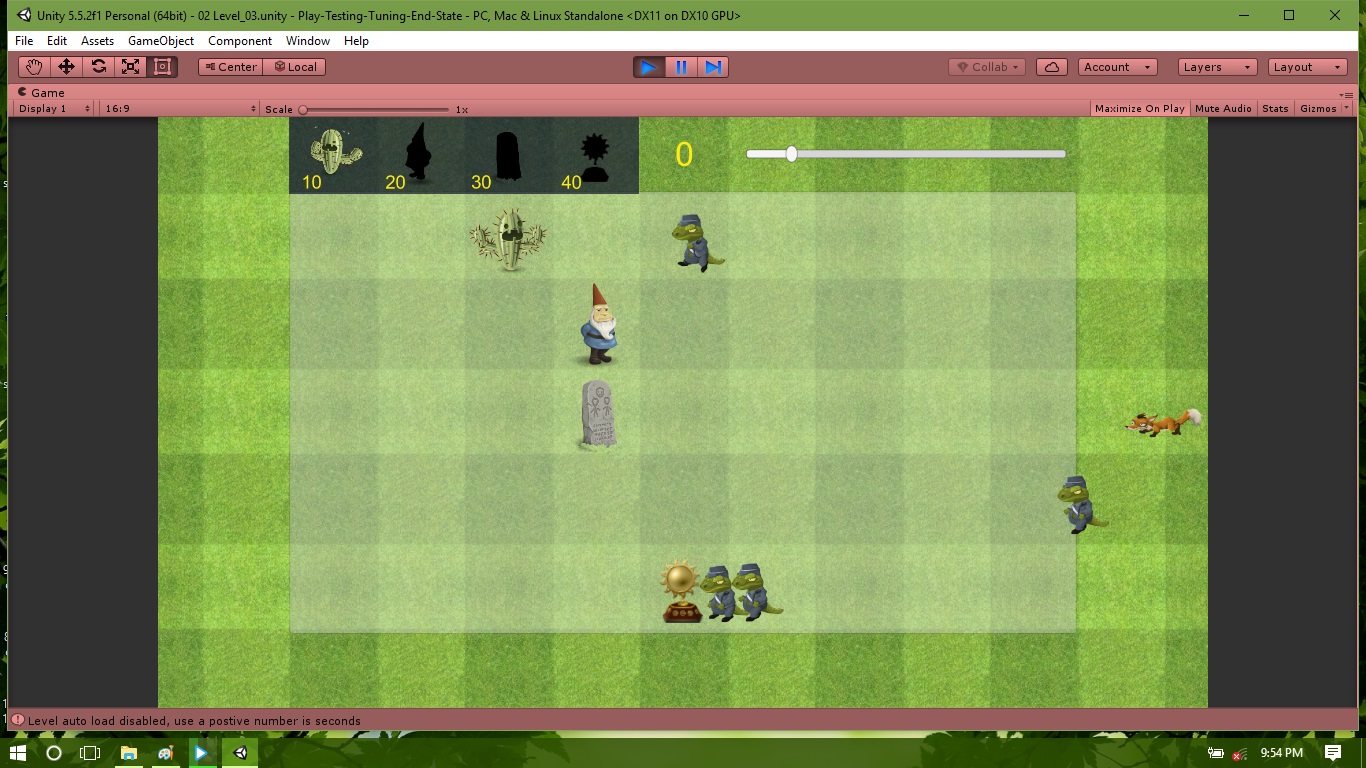 Unity 5.5.2f1 Personal (64bit) - 02 Level_03.unity - Play-Testing-Tuning-End-State - PC, Mac & Linux Standalone <DX11 on DX10 GPU>
File Edit Assets GameObject Component Window Help
Center Local Collab Account Layers Layout
Game
Display 1 16:9 Scale 1x Maximize On Play Mute Audio Stats Gizmos
0
10 20 30 40
Level auto load disabled, use a postive number is seconds
9:54 PM